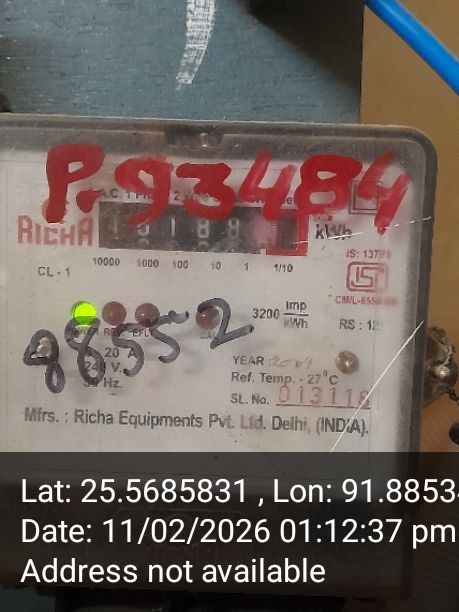 P.93484
RICHA
kWh
IS: 13779
CL - 1
10000 1000 100 10 1 1/10
88552
3200 imp/kWh
RS : 12
20 A
240 V.
50 Hz.
YEAR : 2009
Ref. Temp. - 27°C
SL. No. 013118
Mfrs. : Richa Equipments Pvt. Ltd. Delhi, (INDIA).
Lat: 25.5685831 , Lon: 91.8853
Date: 11/02/2026 01:12:37 pm
Address not available